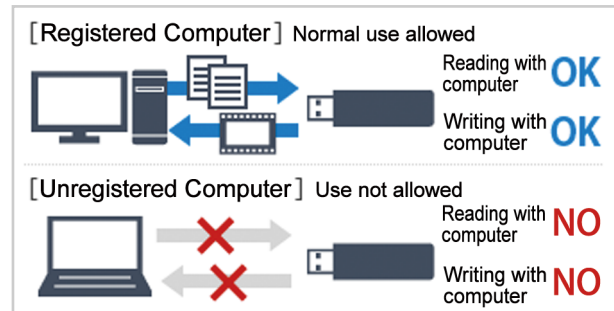 [Registered Computer] Normal use allowed
Reading with
computer OK
Writing with
computer OK
[Unregistered Computer] Use not allowed
Reading with
computer NO
Writing with
computer NO